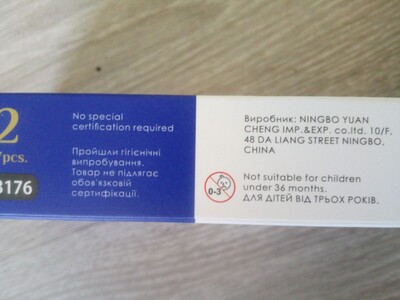 2
/pcs.
3176
No special
certification required
Пройшли гігієнічні
випробування.
Товар не підлягає
обов'язковій
сертифікації.
Виробник: NINGBO YUAN
CHENG IMP.&EXP. co.ltd. 10/F.
48 DA LIANG STREET NINGBO,
CHINA
0-3
Not suitable for children
under 36 months.
ДЛЯ ДІТЕЙ ВІД ТРЬОХ РОКІВ.